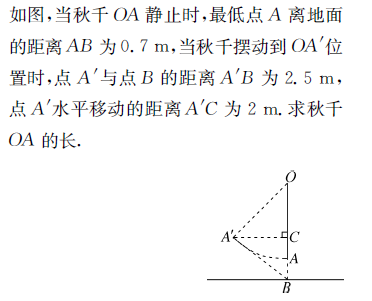 如图,当秋千 OA 静止时,最低点 A 离地面
的距离 AB 为 0.7 m,当秋千摆动到 OA′位
置时,点 A′与点 B 的距离 A′B 为 2.5 m,
点 A′水平移动的距离 A′C 为 2 m. 求秋千
OA 的长.
O
A′
C
A
B